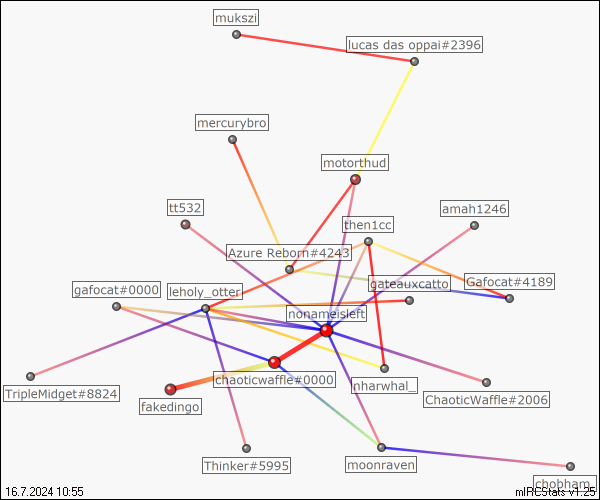 mukszi
lucas das oppai#2396
mercurybro
motorthud
tt532
amah1246
then1cc
Azure Reborn#4243
gafocat#0000
leholy_otter
gateauxcatto
Gafocat#4189
nonameisleft
chaoticwaffle#0000
nharwhal_
TripleMidget#8824
ChaoticWaffle#2006
fakedingo
Thinker#5995
moonraven
chobham_
16.7.2024 10:55
mIRCStats v1.25